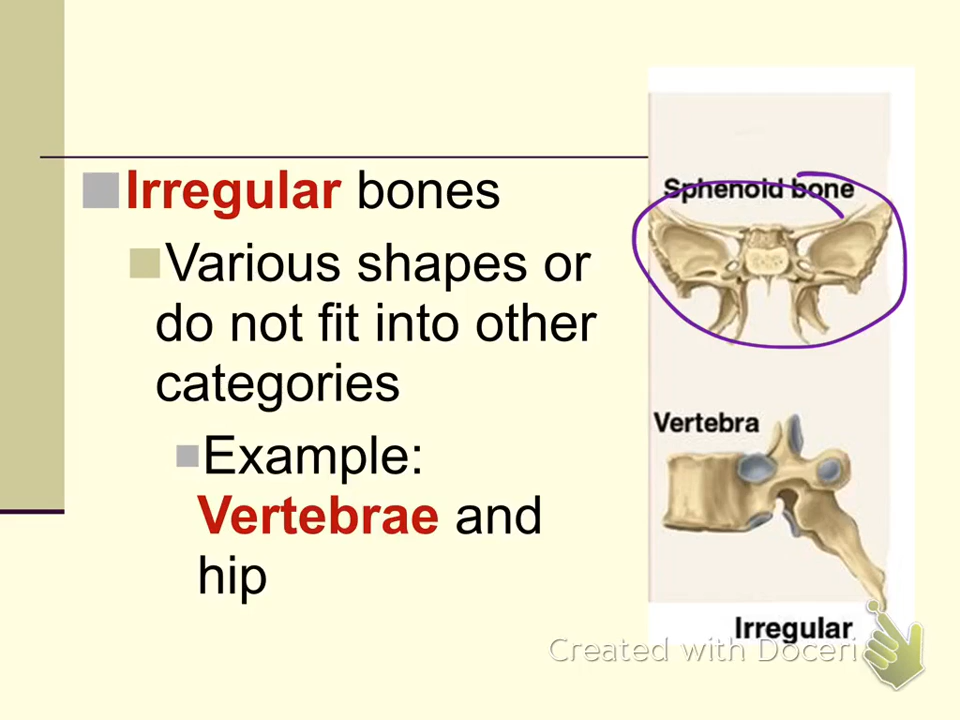 Irregular bones
Various shapes or
do not fit into other
categories
Example:
Vertebrae and
hip
Sphenoid bone
Vertebra
Irregular
Created with Doceri